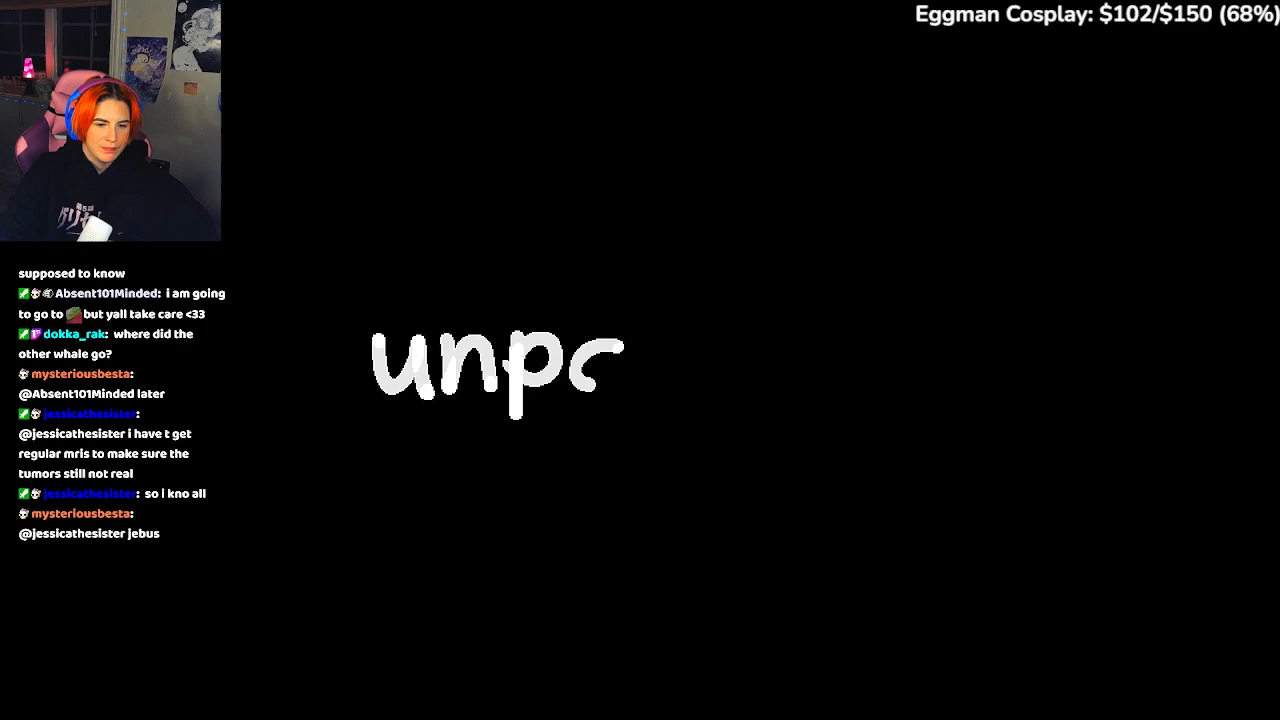 Eggman Cosplay: $102/$150 (68%)
supposed to know
Absent101Minded: i am going
to go to but yall take care <33
dokka_rak: where did the
other whale go?
mysteriousbesta:
@Absent101Minded later
jessicathesister:
@jessicathesister i have t get
regular mris to make sure the
tumors still not real
jessicathesister: so i kno all
mysteriousbesta:
@jessicathesister jebus
unpc